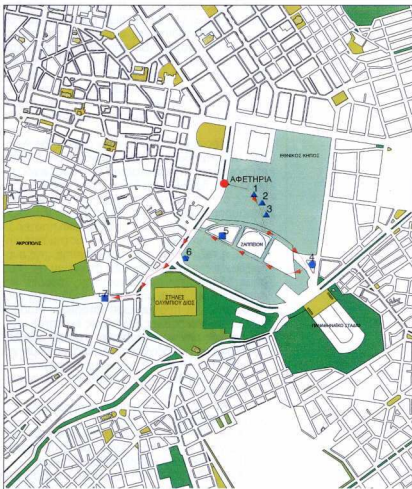 ΕΘΝΙΚΟΣ ΚΗΠΟΣ
ΑΦΕΤΗΡΙΑ
1
2
3
5
ΖΑΠΠΕΙΟΝ
ΑΚΡΟΠΟΛΙΣ
6
4
7
ΣΤΗΛΕΣ
ΟΛΥΜΠΙΟΥ ΔΙΟΣ
ΠΑΝΑΘΗΝΑΪΚΟ ΣΤΑΔΙΟ